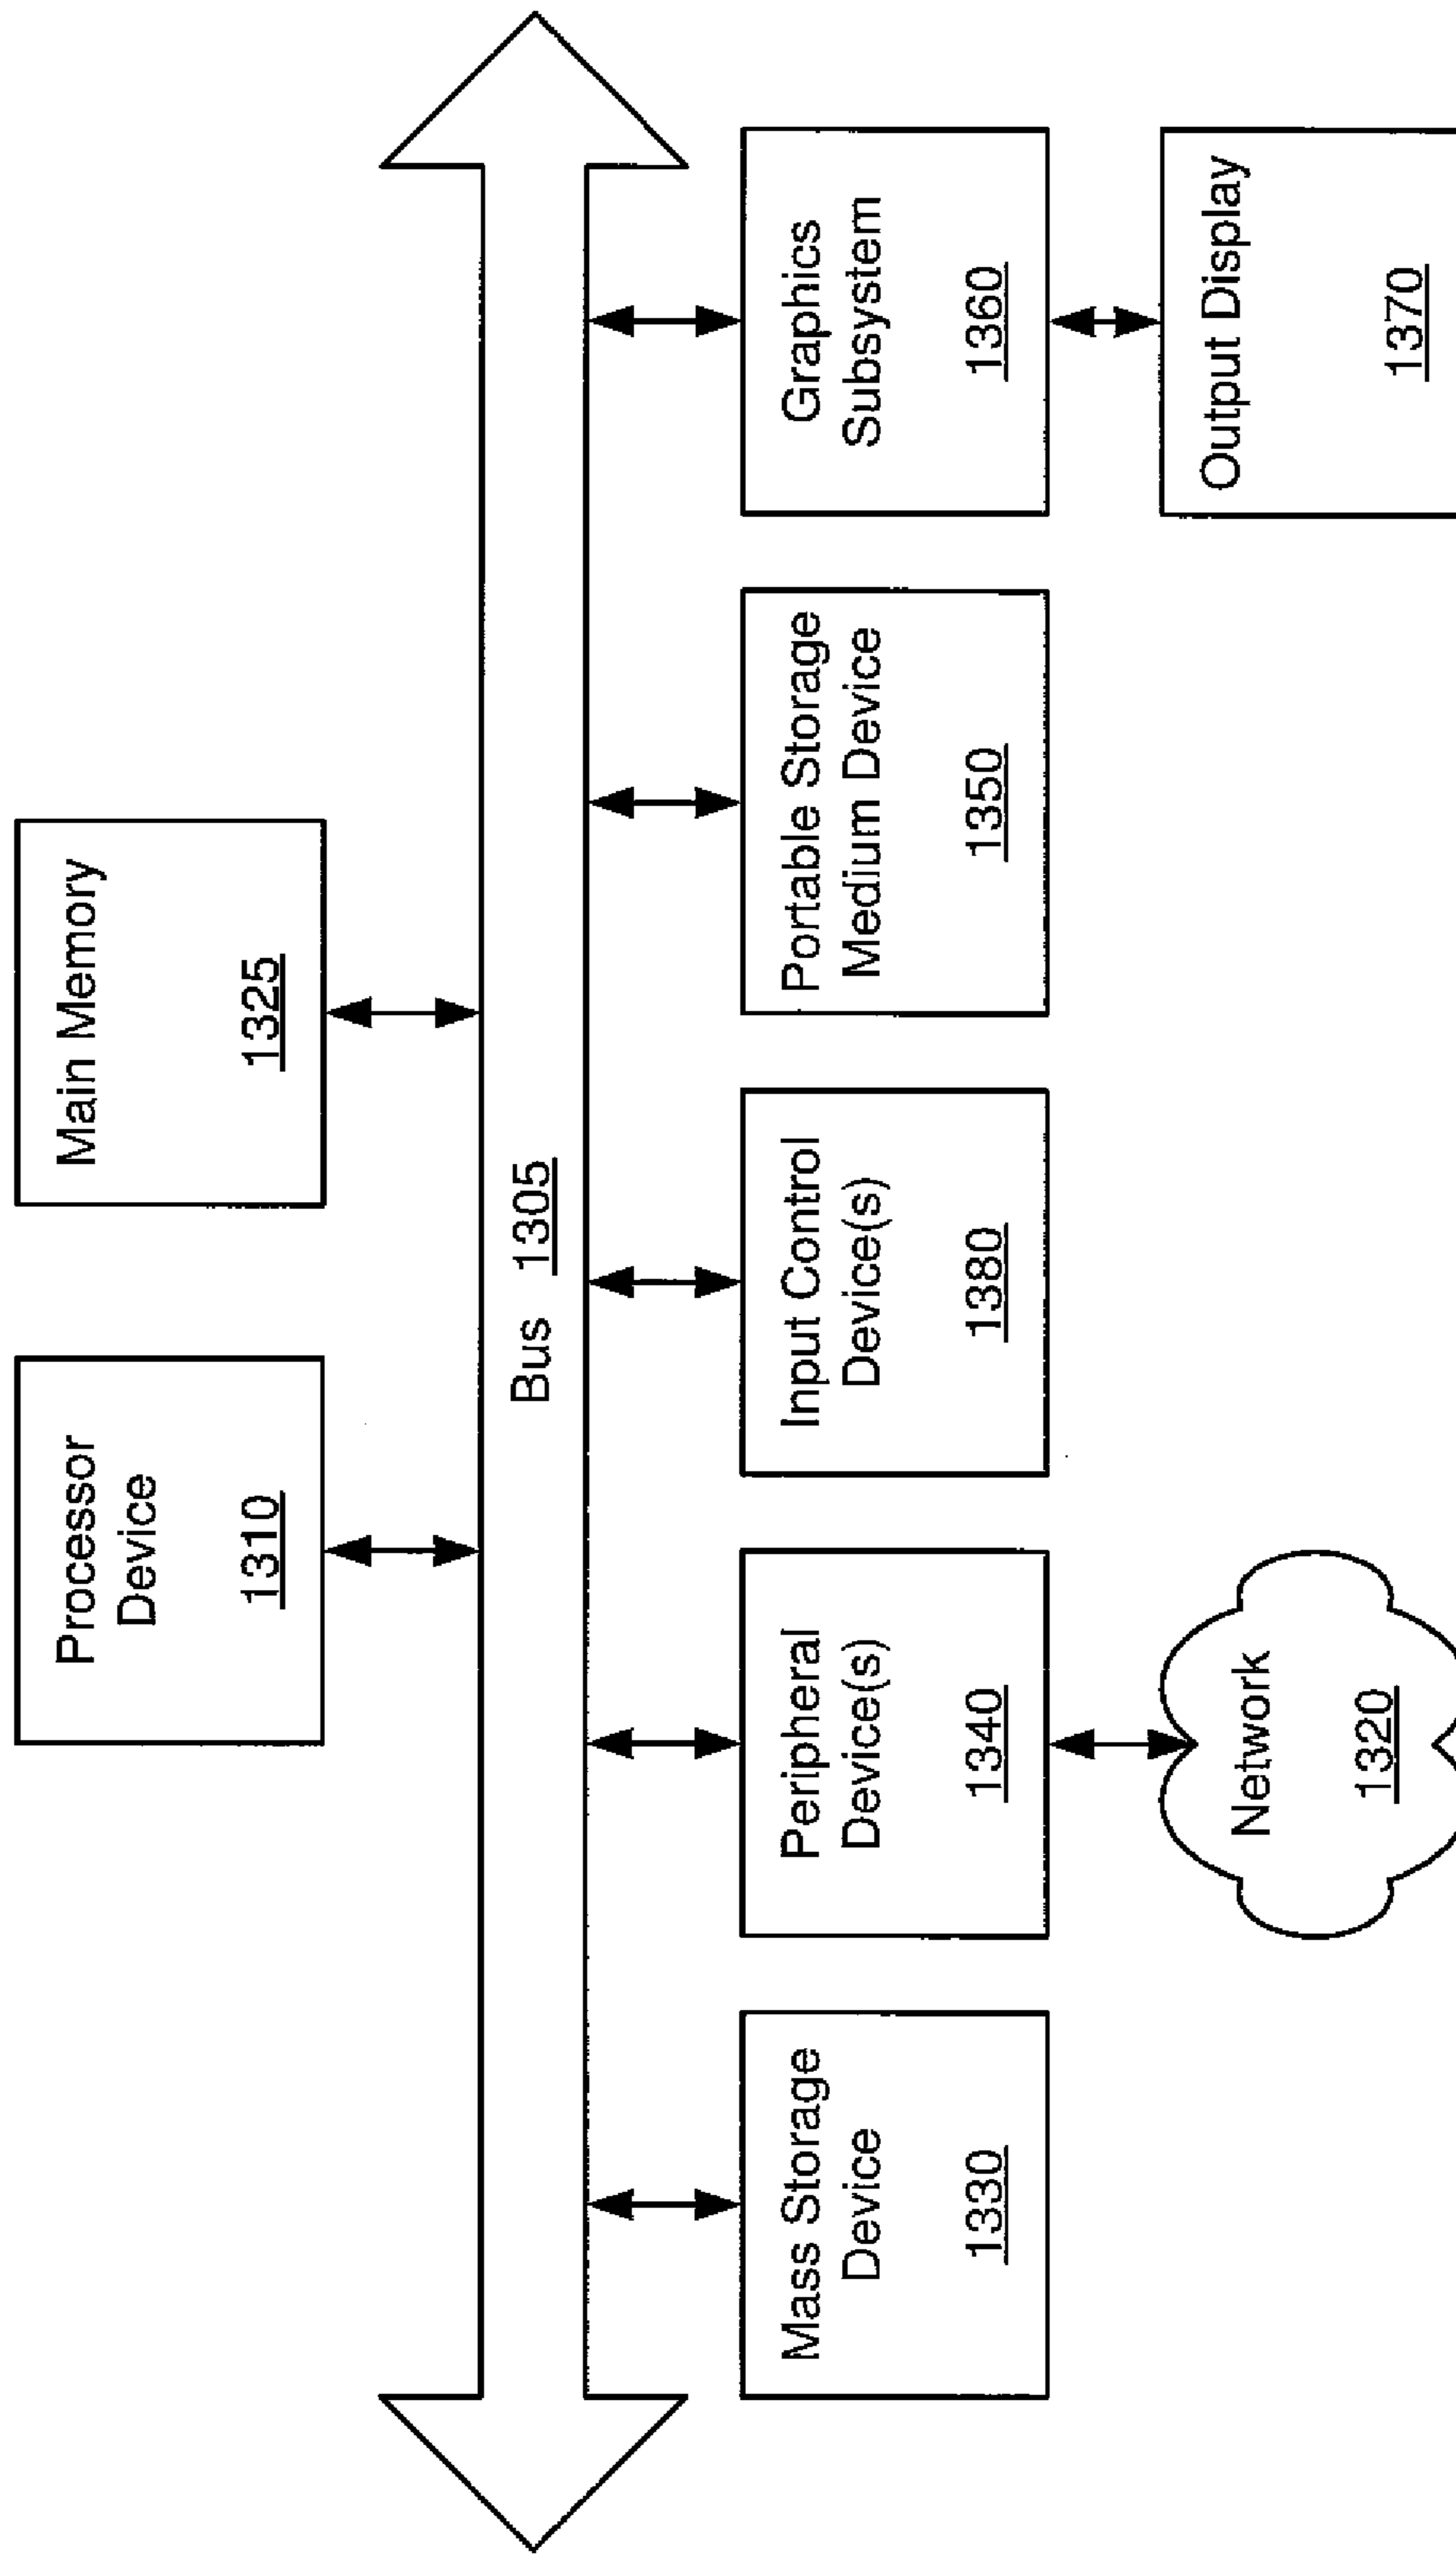 Processor
Device
1310
Main Memory
1325
Bus 1305
Mass Storage
Device
1330
Peripheral
Device(s)
1340
Input Control
Device(s)
1380
Portable Storage
Medium Device
1350
Graphics
Subsystem
1360
Network
1320
Output Display
1370